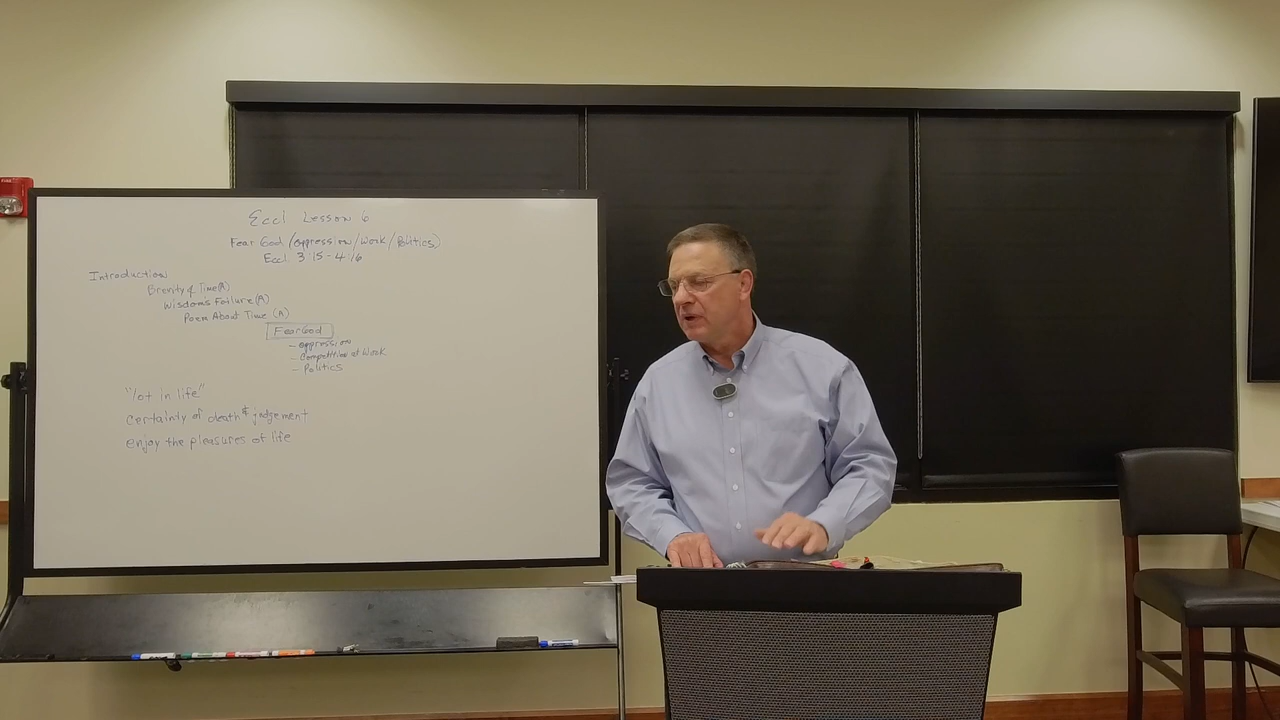 Eccl Lesson 6
Fear God (oppression/Work/Politics)
Eccl 3 15-4 16
Introduction
Brevity of Time (A)
Wisdom's Failure (A)
Poem About Time (A)
Fear God
- oppression
- Competition at Work
- Politics
"lot in life"
Certainty of death & judgement
enjoy the pleasures of life
FIRE